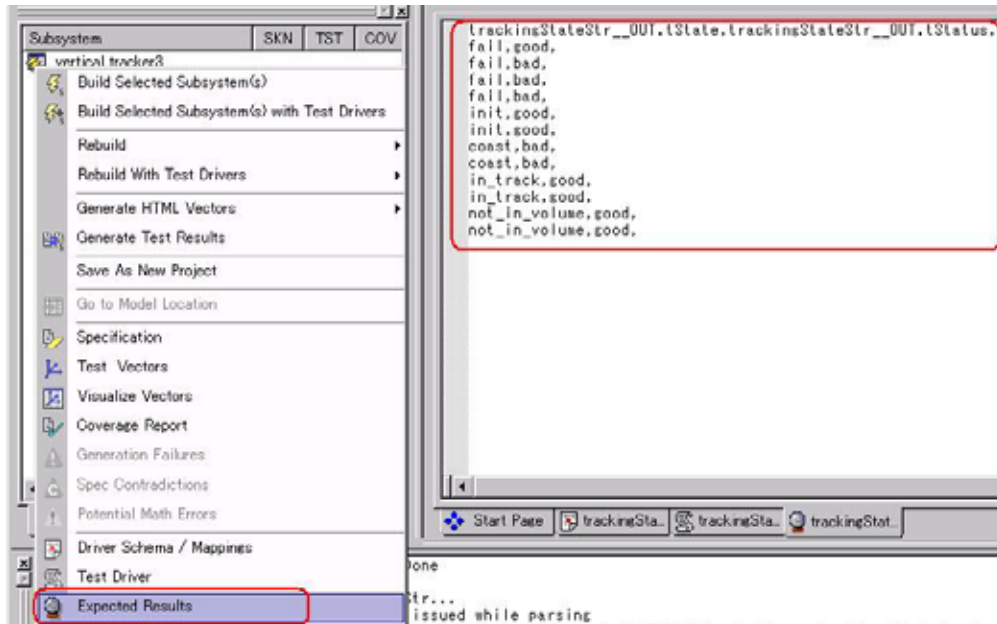 Subsystem SKN TST COV
vertical tracker3
Build Selected Subsystem(s)
Build Selected Subsystem(s) with Test Drivers
Rebuild
Rebuild With Test Drivers
Generate HTML Vectors
Generate Test Results
Save As New Project
Go to Model Location
Specification
Test Vectors
Visualize Vectors
Coverage Report
Generation Failures
Spec Contradictions
Potential Math Errors
Driver Schema / Mappings
Test Driver
Expected Results
trackingStateStr__OUT.tState,trackingStateStr__OUT.tStatus,
fail,good,
fail,bad,
fail,bad,
fail,bad,
init,good,
init,good,
coast,bad,
coast,bad,
in_track,good,
in_track,good,
not_in_volume,good,
not_in_volume,good,
Start Page trackingSta... trackingSta... trackingStat...
Done
Str...
issued while parsing